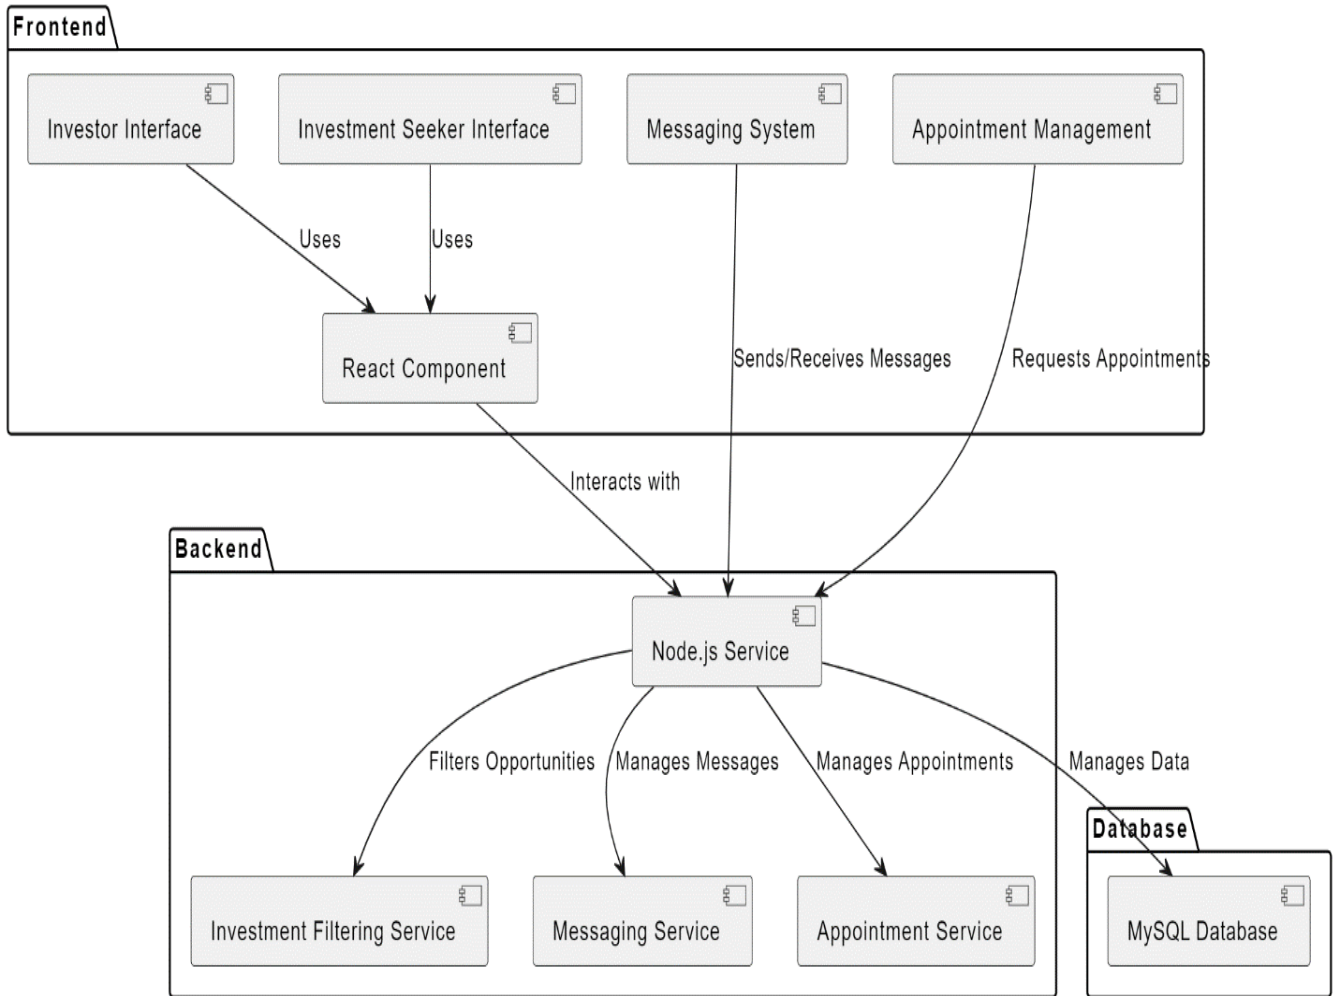 Frontend
Investor Interface
Investment Seeker Interface
Messaging System
Appointment Management
Uses
Uses
React Component
Sends/Receives Messages
Requests Appointments
Interacts with
Backend
Node.js Service
Filters Opportunities
Manages Messages
Manages Appointments
Manages Data
Database
Investment Filtering Service
Messaging Service
Appointment Service
MySQL Database